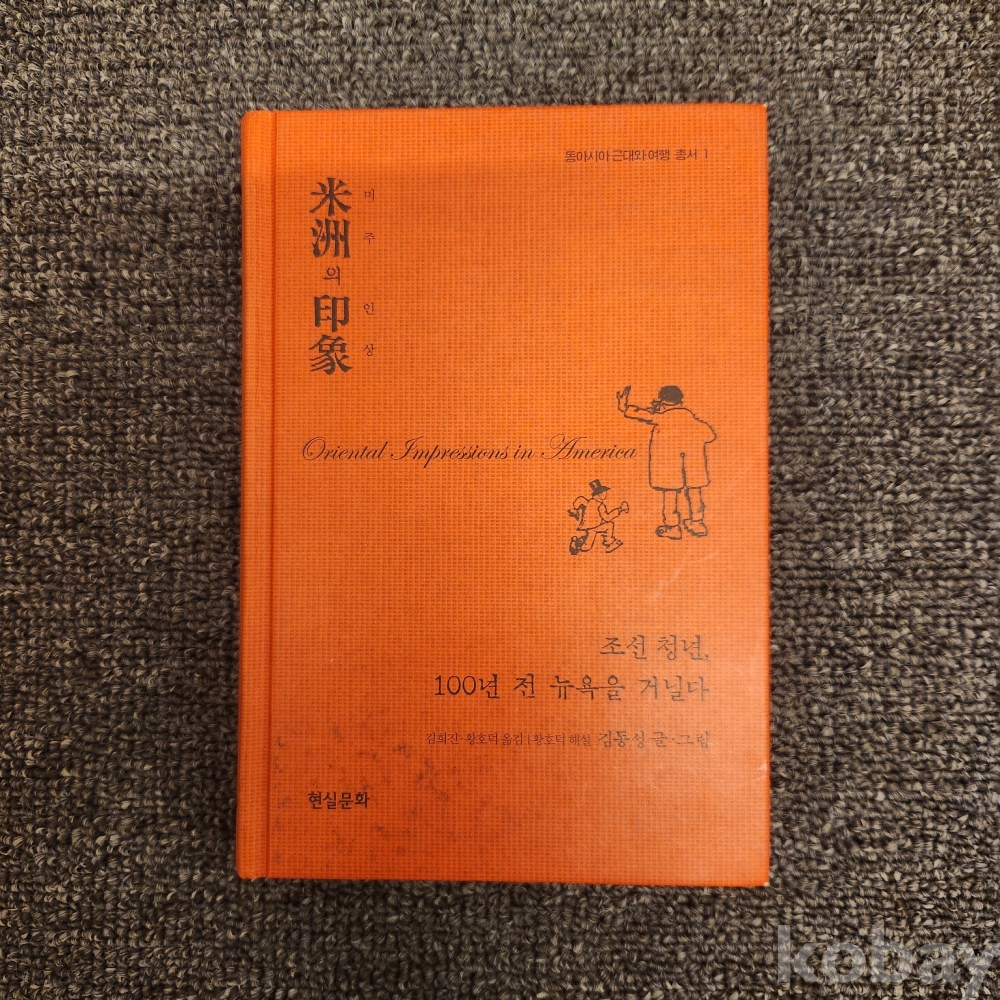 동아시아 근대와 여행 총서 1
米洲의 印象
미주 인상
Oriental Impressions in America
조선 청년,
100년 전 뉴욕을 거닐다
김희진·황호덕 옮김 | 황호덕 해설 김동성 글·그림
현실문화
kobay